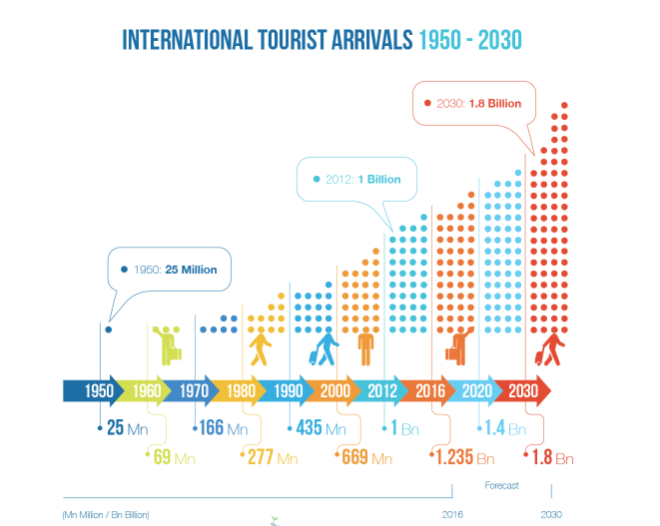 INTERNATIONAL TOURIST ARRIVALS 1950 - 2030
2030: 1.8 Billion
2012: 1 Billion
1950: 25 Million
1950 1960 1970 1980 1990 2000 2012 2016 2020 2030
25 Mn 166 Mn 435 Mn 1 Bn 1.4 Bn
69 Mn 277 Mn 669 Mn 1.235 Bn 1.8 Bn
Forecast
(Mn Million / Bn Billion) 2016 2030